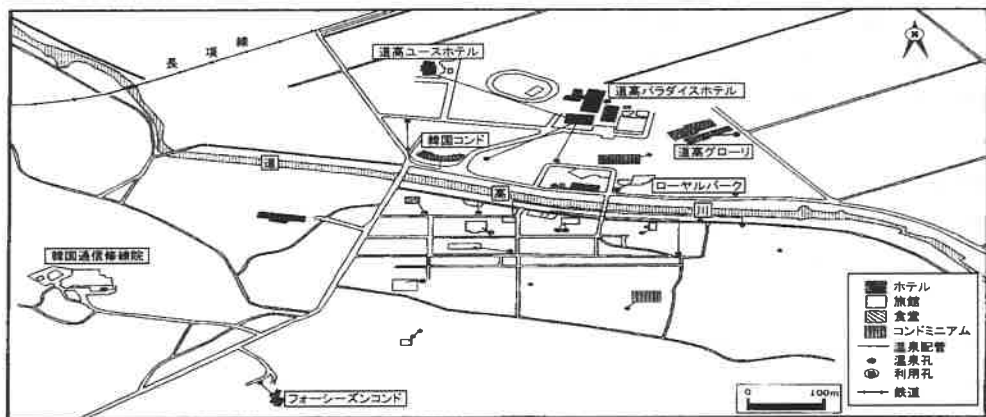 長項線
道高ユースホテル
道高パラダイスホテル
韓国コンド
道高グローリ
道
ローヤルパーク
高
川
韓国通信修練院
フォーシーズンコンド
ホテル
旅館
食堂
コンドミニアム
温泉配管
温泉孔
利用孔
鉄道
0 100m